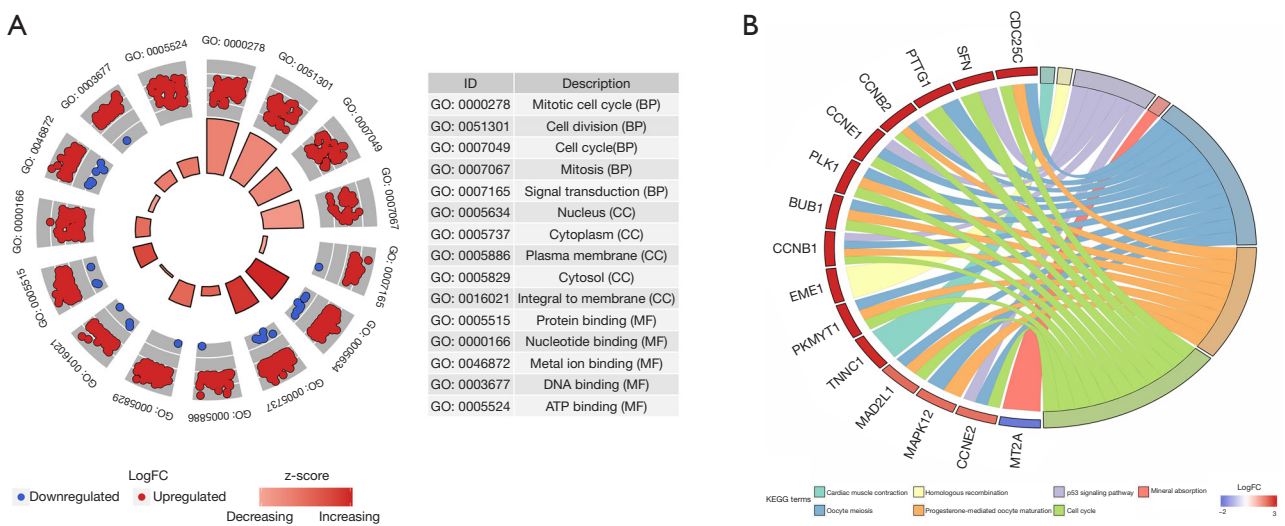 A
GO: 0000278
GO: 0051301
GO: 0007049
GO: 0007067
GO: 0007165
GO: 0005634
GO: 0005737
GO: 0005886
GO: 0005829
GO: 0016021
GO: 0005515
GO: 0000166
GO: 0046872
GO: 0003677
GO: 0005524
ID Description
GO: 0000278 Mitotic cell cycle (BP)
GO: 0051301 Cell division (BP)
GO: 0007049 Cell cycle(BP)
GO: 0007067 Mitosis (BP)
GO: 0007165 Signal transduction (BP)
GO: 0005634 Nucleus (CC)
GO: 0005737 Cytoplasm (CC)
GO: 0005886 Plasma membrane (CC)
GO: 0005829 Cytosol (CC)
GO: 0016021 Integral to membrane (CC)
GO: 0005515 Protein binding (MF)
GO: 0000166 Nucleotide binding (MF)
GO: 0046872 Metal ion binding (MF)
GO: 0003677 DNA binding (MF)
GO: 0005524 ATP binding (MF)
LogFC
Downregulated Upregulated
z-score
Decreasing Increasing
B
CDC25C
SFN
PTTG1
CCNB2
CCNE1
PLK1
BUB1
CCNB1
EME1
PKMYT1
TNNC1
MAD2L1
MAPK12
CCNE2
MT2A
KEGG terms
Cardiac muscle contraction Homologous recombination p53 signaling pathway Mineral absorption
Oocyte meiosis Progesterone-mediated oocyte maturation Cell cycle
LogFC
−2 3